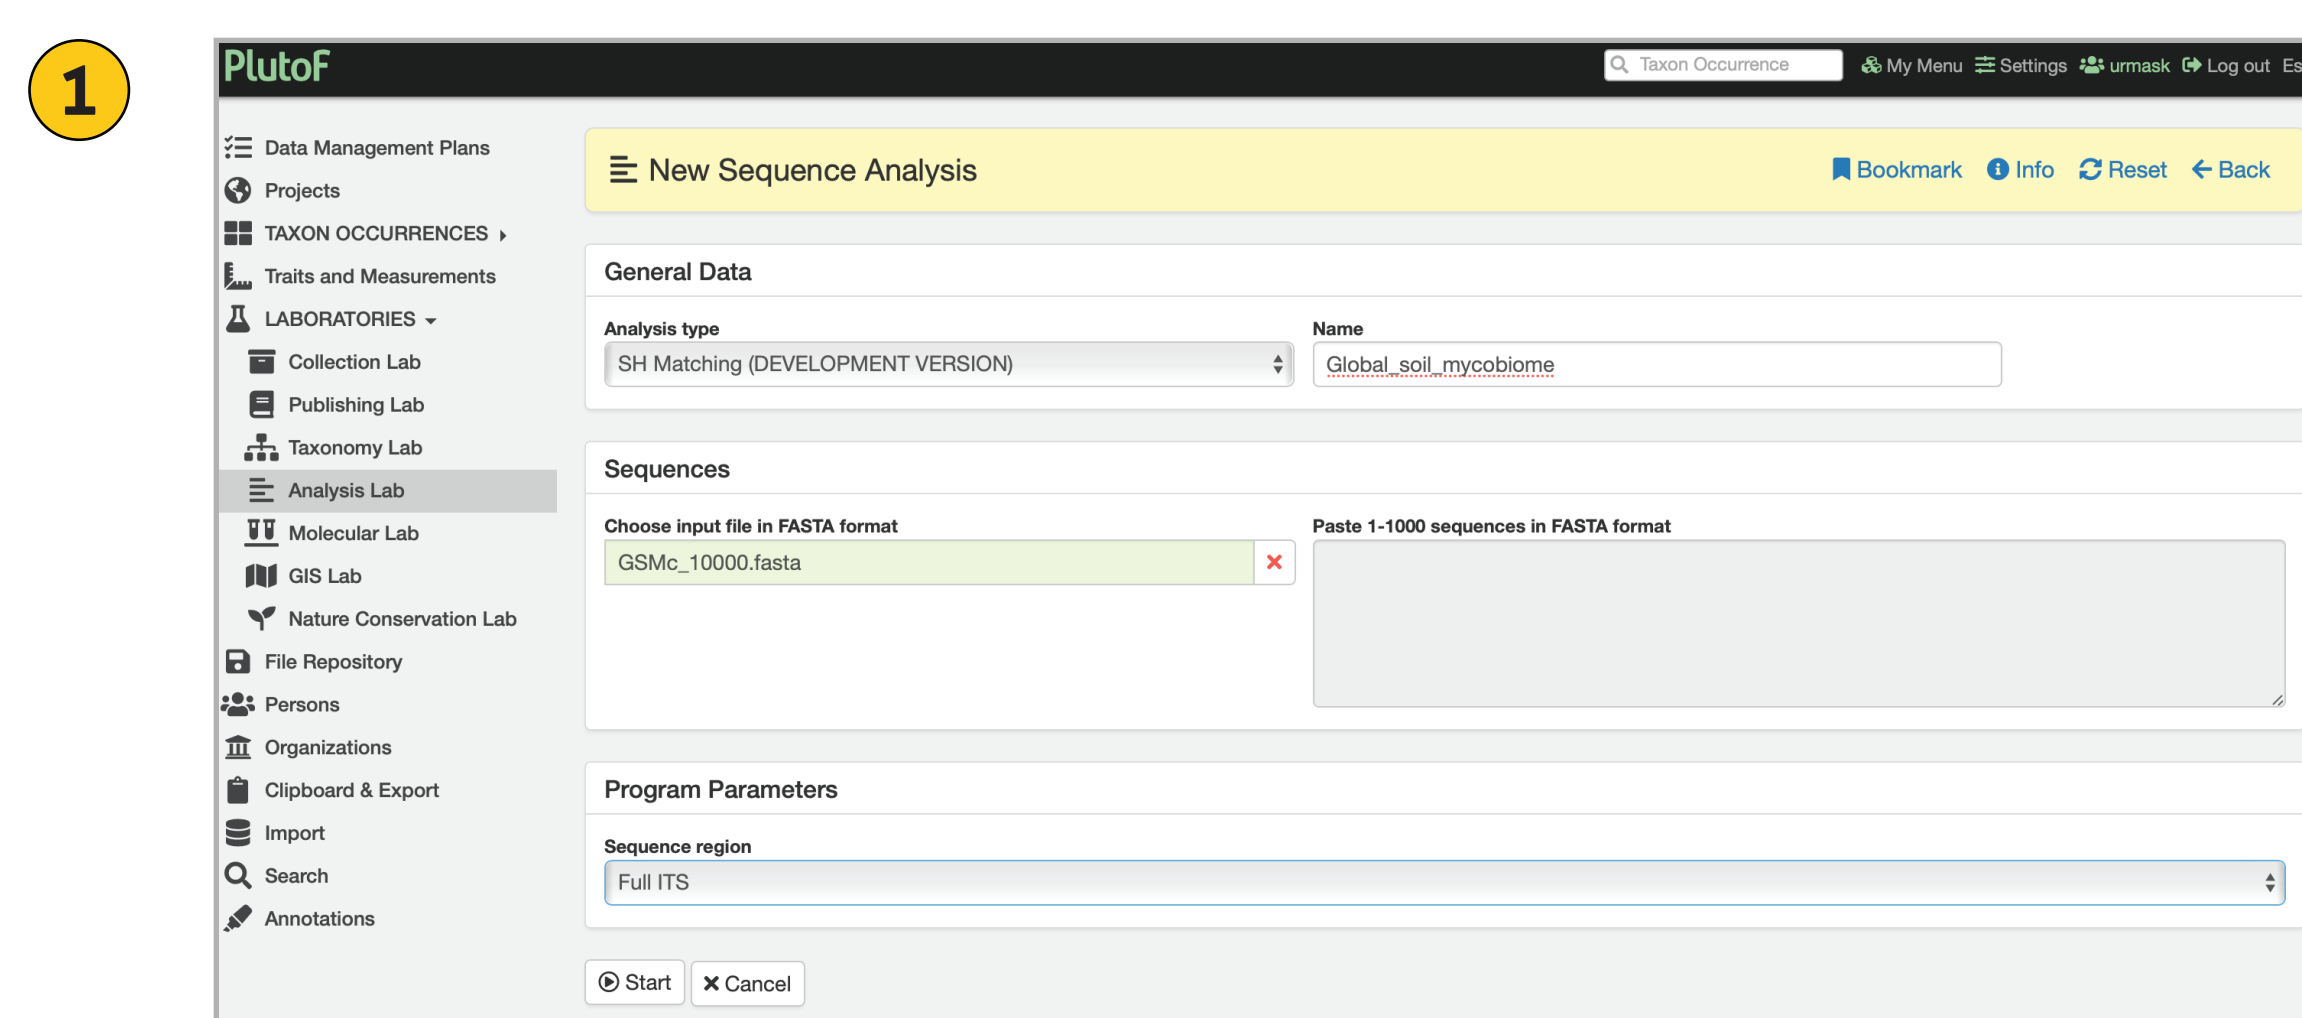 1
PlutoF
Taxon Occurrence My Menu Settings urmask Log out Es
Data Management Plans
Projects
TAXON OCCURRENCES
Traits and Measurements
LABORATORIES
Collection Lab
Publishing Lab
Taxonomy Lab
Analysis Lab
Molecular Lab
GIS Lab
Nature Conservation Lab
File Repository
Persons
Organizations
Clipboard & Export
Import
Search
Annotations
New Sequence Analysis
Bookmark Info Reset Back
General Data
Analysis type
SH Matching (DEVELOPMENT VERSION)
Name
Global_soil_mycobiome
Sequences
Choose input file in FASTA format
GSMc_10000.fasta
Paste 1-1000 sequences in FASTA format
Program Parameters
Sequence region
Full ITS
Start Cancel